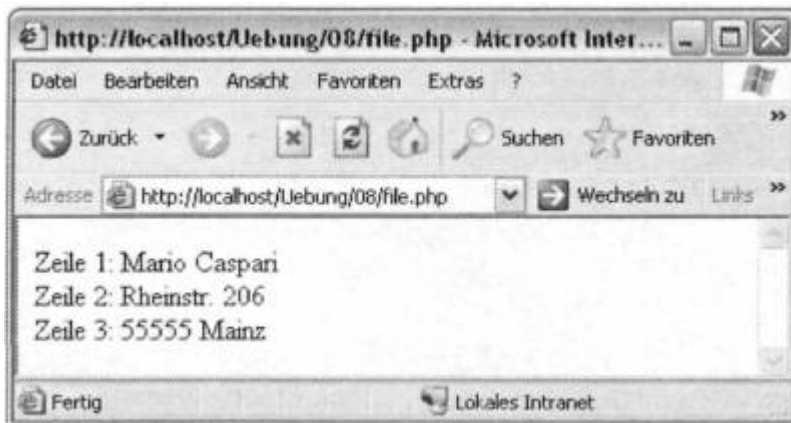 http://localhost/Uebung/08/file.php - Microsoft Inter...
Datei Bearbeiten Ansicht Favoriten Extras ?
Zurück Suchen Favoriten »
Adresse http://localhost/Uebung/08/file.php Wechseln zu Links »
Zeile 1: Mario Caspari
Zeile 2: Rheinstr. 206
Zeile 3: 55555 Mainz
Fertig Lokales Intranet